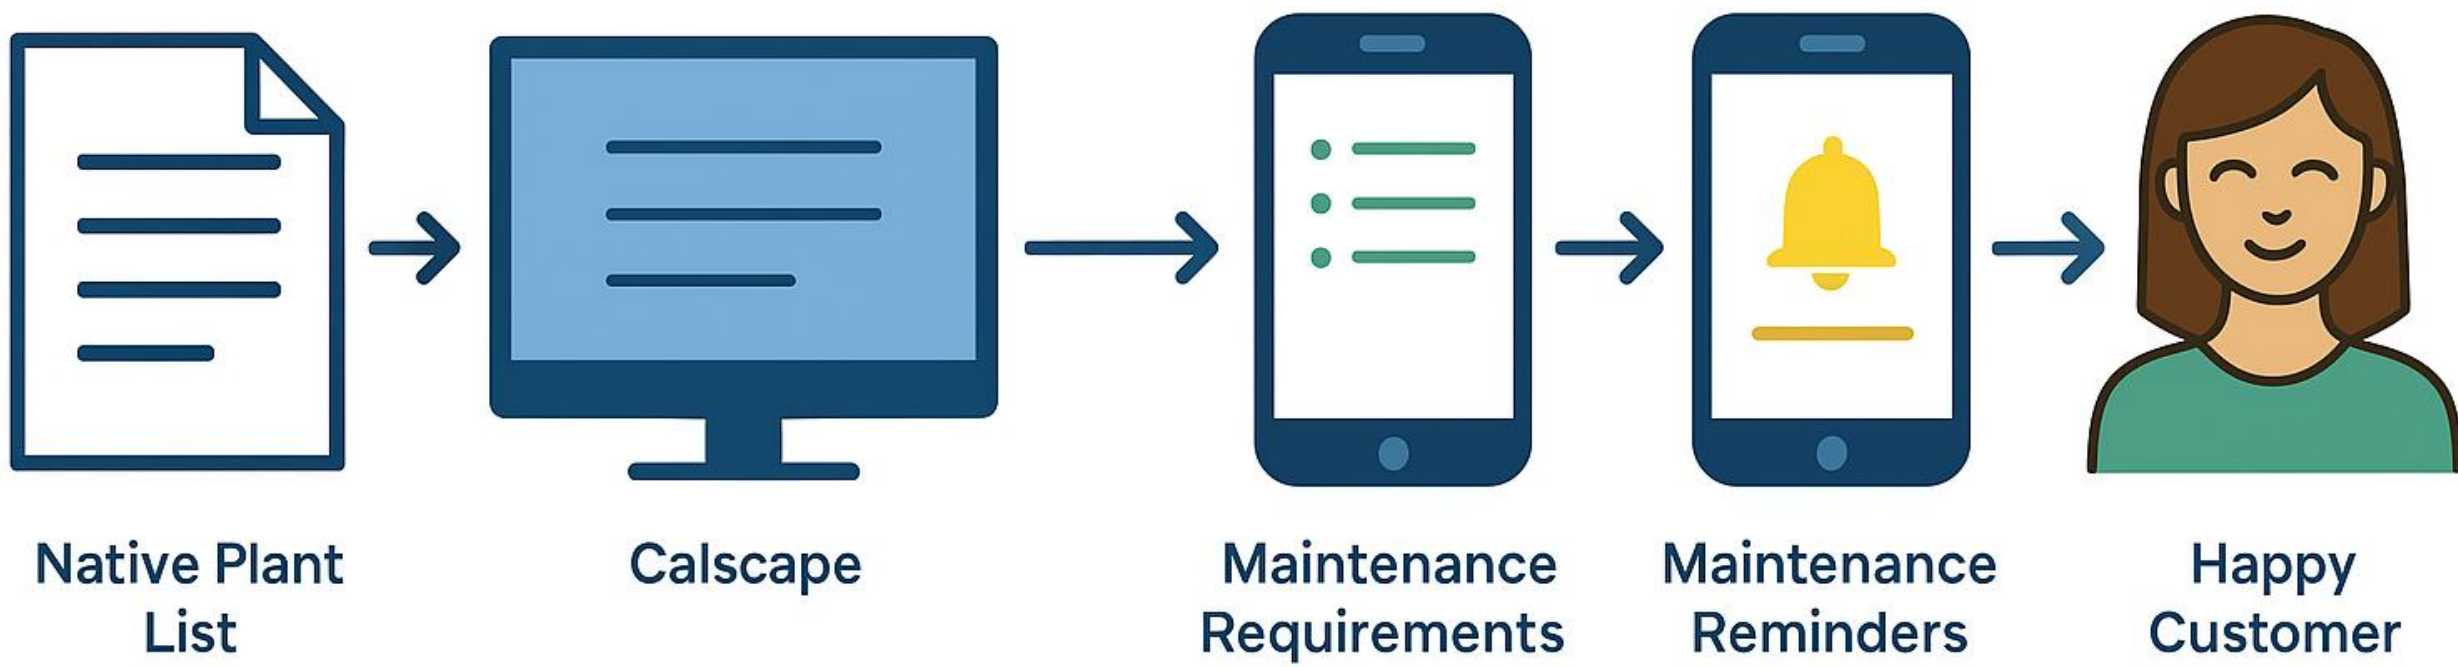 Native Plant
List
Calscape
Maintenance
Requirements
Maintenance
Reminders
Happy
Customer